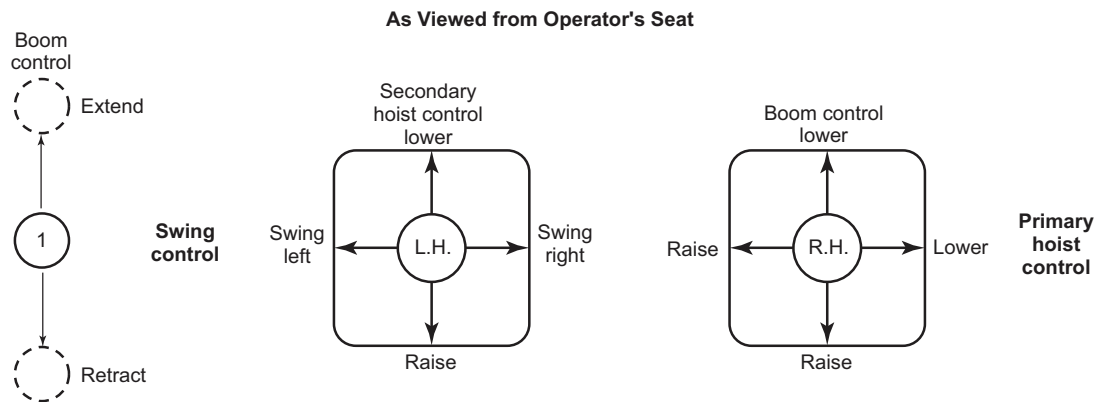 As Viewed from Operator's Seat
Boom
control
Extend
1
Retract
Swing
control
Secondary
hoist control
lower
Swing
left
L.H.
Swing
right
Raise
Boom control
lower
Raise
R.H.
Lower
Raise
Primary
hoist
control